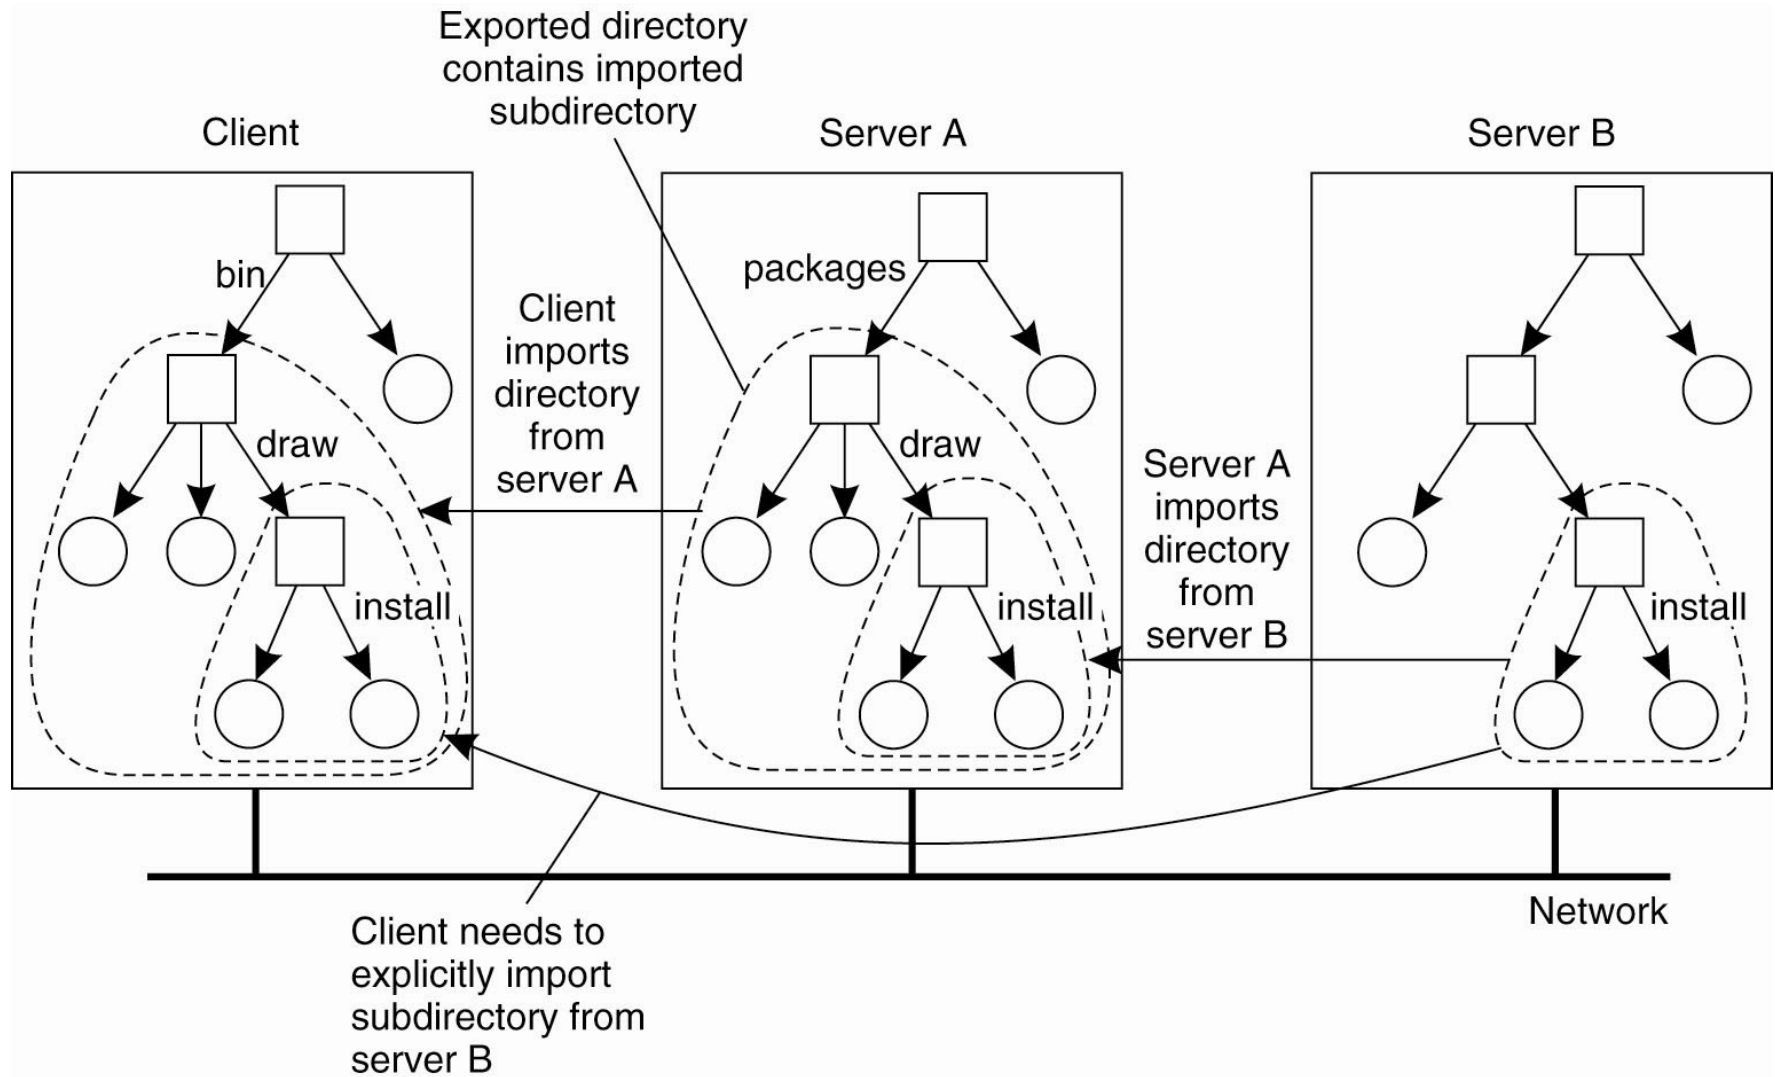 Exported directory
contains imported
subdirectory
Client
Server A
Server B
bin
packages
Client
imports
directory
from
server A
draw
draw
Server A
imports
directory
from
server B
install
install
install
Network
Client needs to
explicitly import
subdirectory from
server B